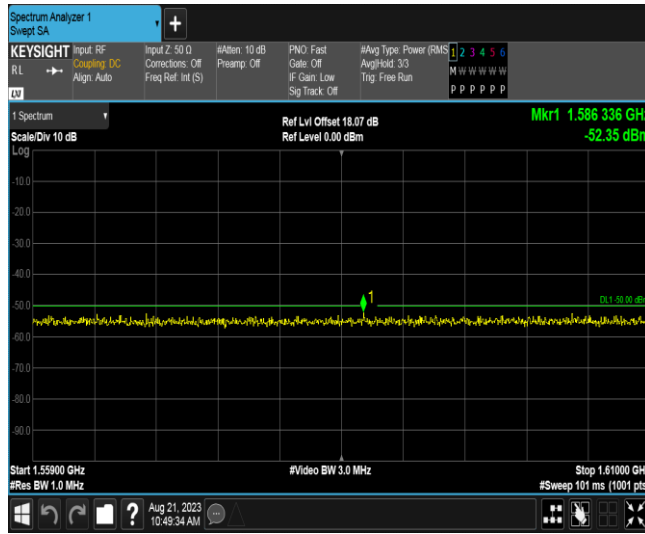 Spectrum Analyzer 1
Swept SA
+
KEYSIGHT
RL
LXI
Input: RF
Coupling: DC
Align: Auto
Input Z: 50 Ω
Corrections: Off
Freq Ref: Int (S)
#Atten: 10 dB
Preamp: Off
PNO: Fast
Gate: Off
IF Gain: Low
Sig Track: Off
#Avg Type: Power (RMS
Avg|Hold: 3/3
Trig: Free Run
1 2 3 4 5 6
M W W W W W
P P P P P P
1 Spectrum
Scale/Div 10 dB
Log
Ref Lvl Offset 18.07 dB
Ref Level 0.00 dBm
Mkr1 1.586 336 GHz
-52.35 dBm
-10.0
-20.0
-30.0
-40.0
-50.0
-60.0
-70.0
-80.0
-90.0
1
DL1 -50.00 dBm
Start 1.55900 GHz
#Res BW 1.0 MHz
#Video BW 3.0 MHz
Stop 1.61000 GH
#Sweep 101 ms (1001 pts
?
Aug 21, 2023
10:49:34 AM